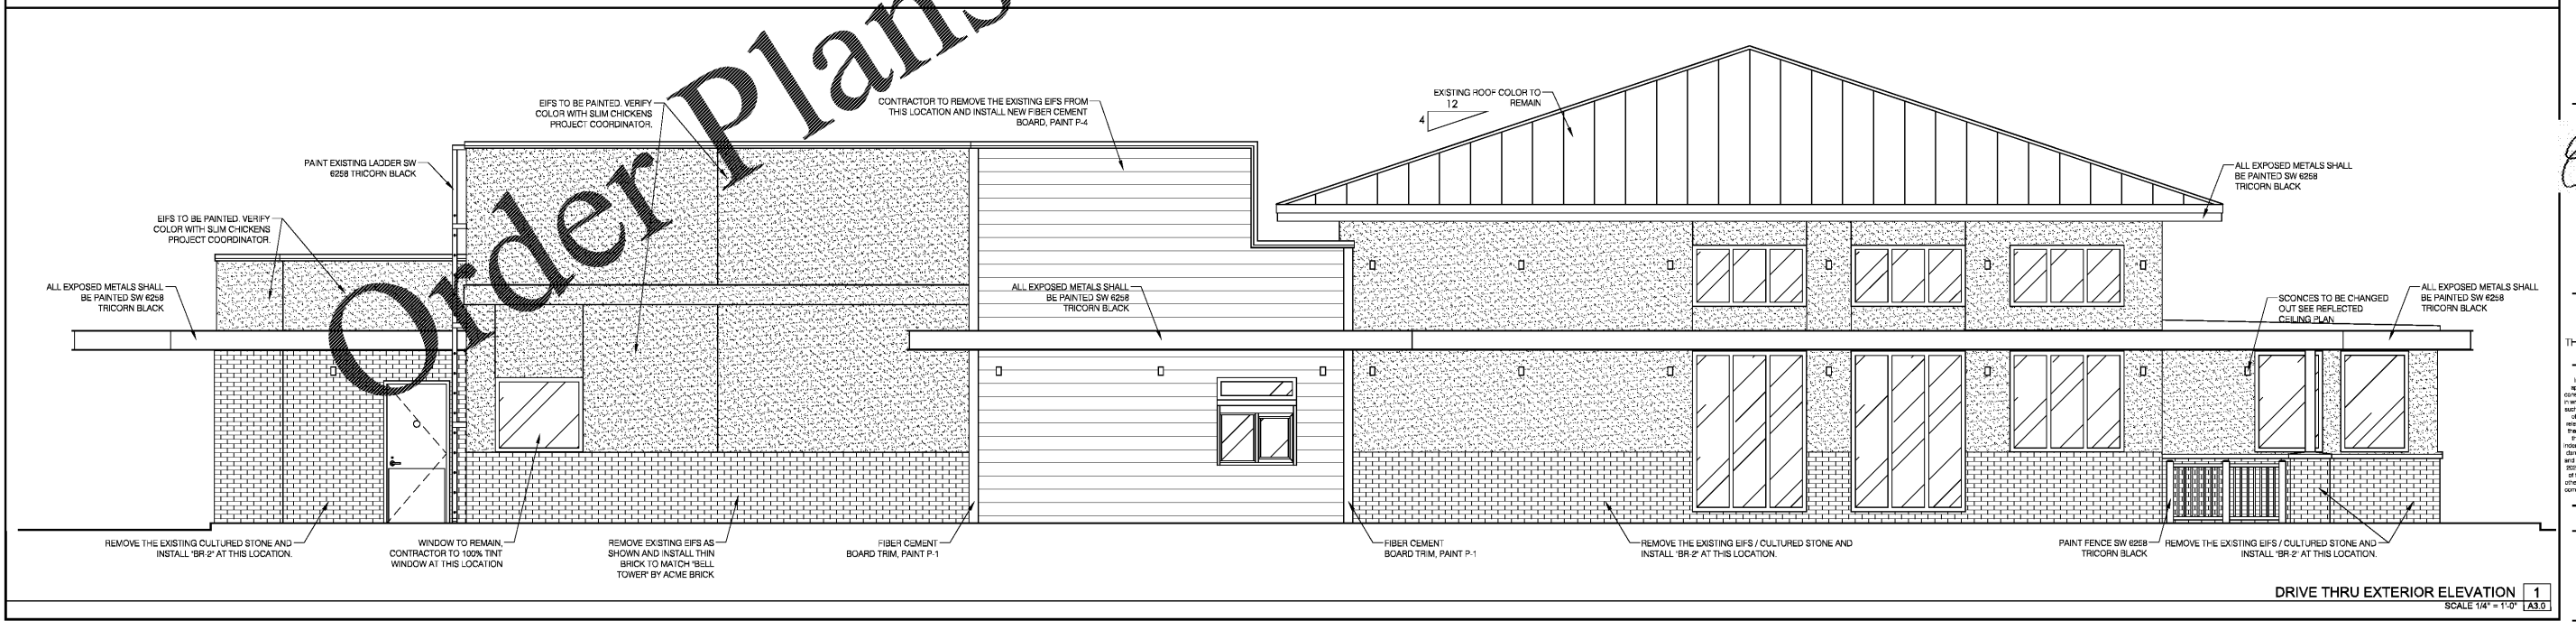 Order Plans
EIFS TO BE PAINTED. VERIFY
COLOR WITH SLIM CHICKENS
PROJECT COORDINATOR.
CONTRACTOR TO REMOVE THE EXISTING EIFS FROM
THIS LOCATION AND INSTALL NEW FIBER CEMENT
BOARD, PAINT P-4
EXISTING ROOF COLOR TO
REMAIN
12
4
PAINT EXISTING LADDER SW
6258 TRICORN BLACK
ALL EXPOSED METALS SHALL
BE PAINTED SW 6258
TRICORN BLACK
EIFS TO BE PAINTED. VERIFY
COLOR WITH SLIM CHICKENS
PROJECT COORDINATOR.
ALL EXPOSED METALS SHALL
BE PAINTED SW 6258
TRICORN BLACK
ALL EXPOSED METALS SHALL
BE PAINTED SW 6258
TRICORN BLACK
SCONCES TO BE CHANGED
OUT SEE REFLECTED
CEILING PLAN
ALL EXPOSED METALS SHALL
BE PAINTED SW 6258
TRICORN BLACK
REMOVE THE EXISTING CULTURED STONE AND
INSTALL "BR-2" AT THIS LOCATION.
WINDOW TO REMAIN,
CONTRACTOR TO 100% TINT
WINDOW AT THIS LOCATION
REMOVE EXISTING EIFS AS
SHOWN AND INSTALL THIN
BRICK TO MATCH "BELL
TOWER" BY ACME BRICK
FIBER CEMENT
BOARD TRIM, PAINT P-1
FIBER CEMENT
BOARD TRIM, PAINT P-1
REMOVE THE EXISTING EIFS / CULTURED STONE AND
INSTALL "BR-2" AT THIS LOCATION.
PAINT FENCE SW 6258
TRICORN BLACK
REMOVE THE EXISTING EIFS / CULTURED STONE AND
INSTALL "BR-2" AT THIS LOCATION.
DRIVE THRU EXTERIOR ELEVATION 1
SCALE 1/4" = 1'-0" A3.0